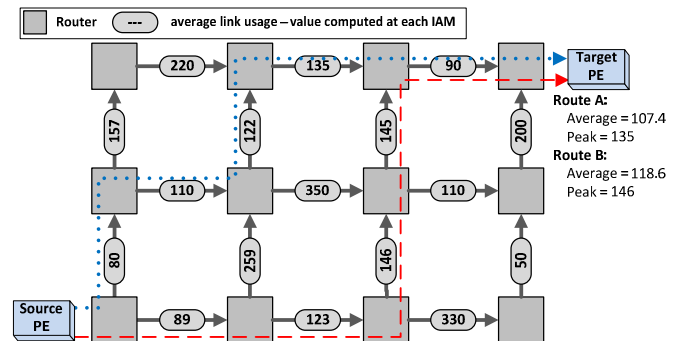 Router --- average link usage – value computed at each IAM
220 135 90
Target
PE
Route A:
Average = 107.4
Peak = 135
Route B:
Average = 118.6
Peak = 146
157 122 145 200
110 350 110
80 259 146 50
Source
PE
89 123 330